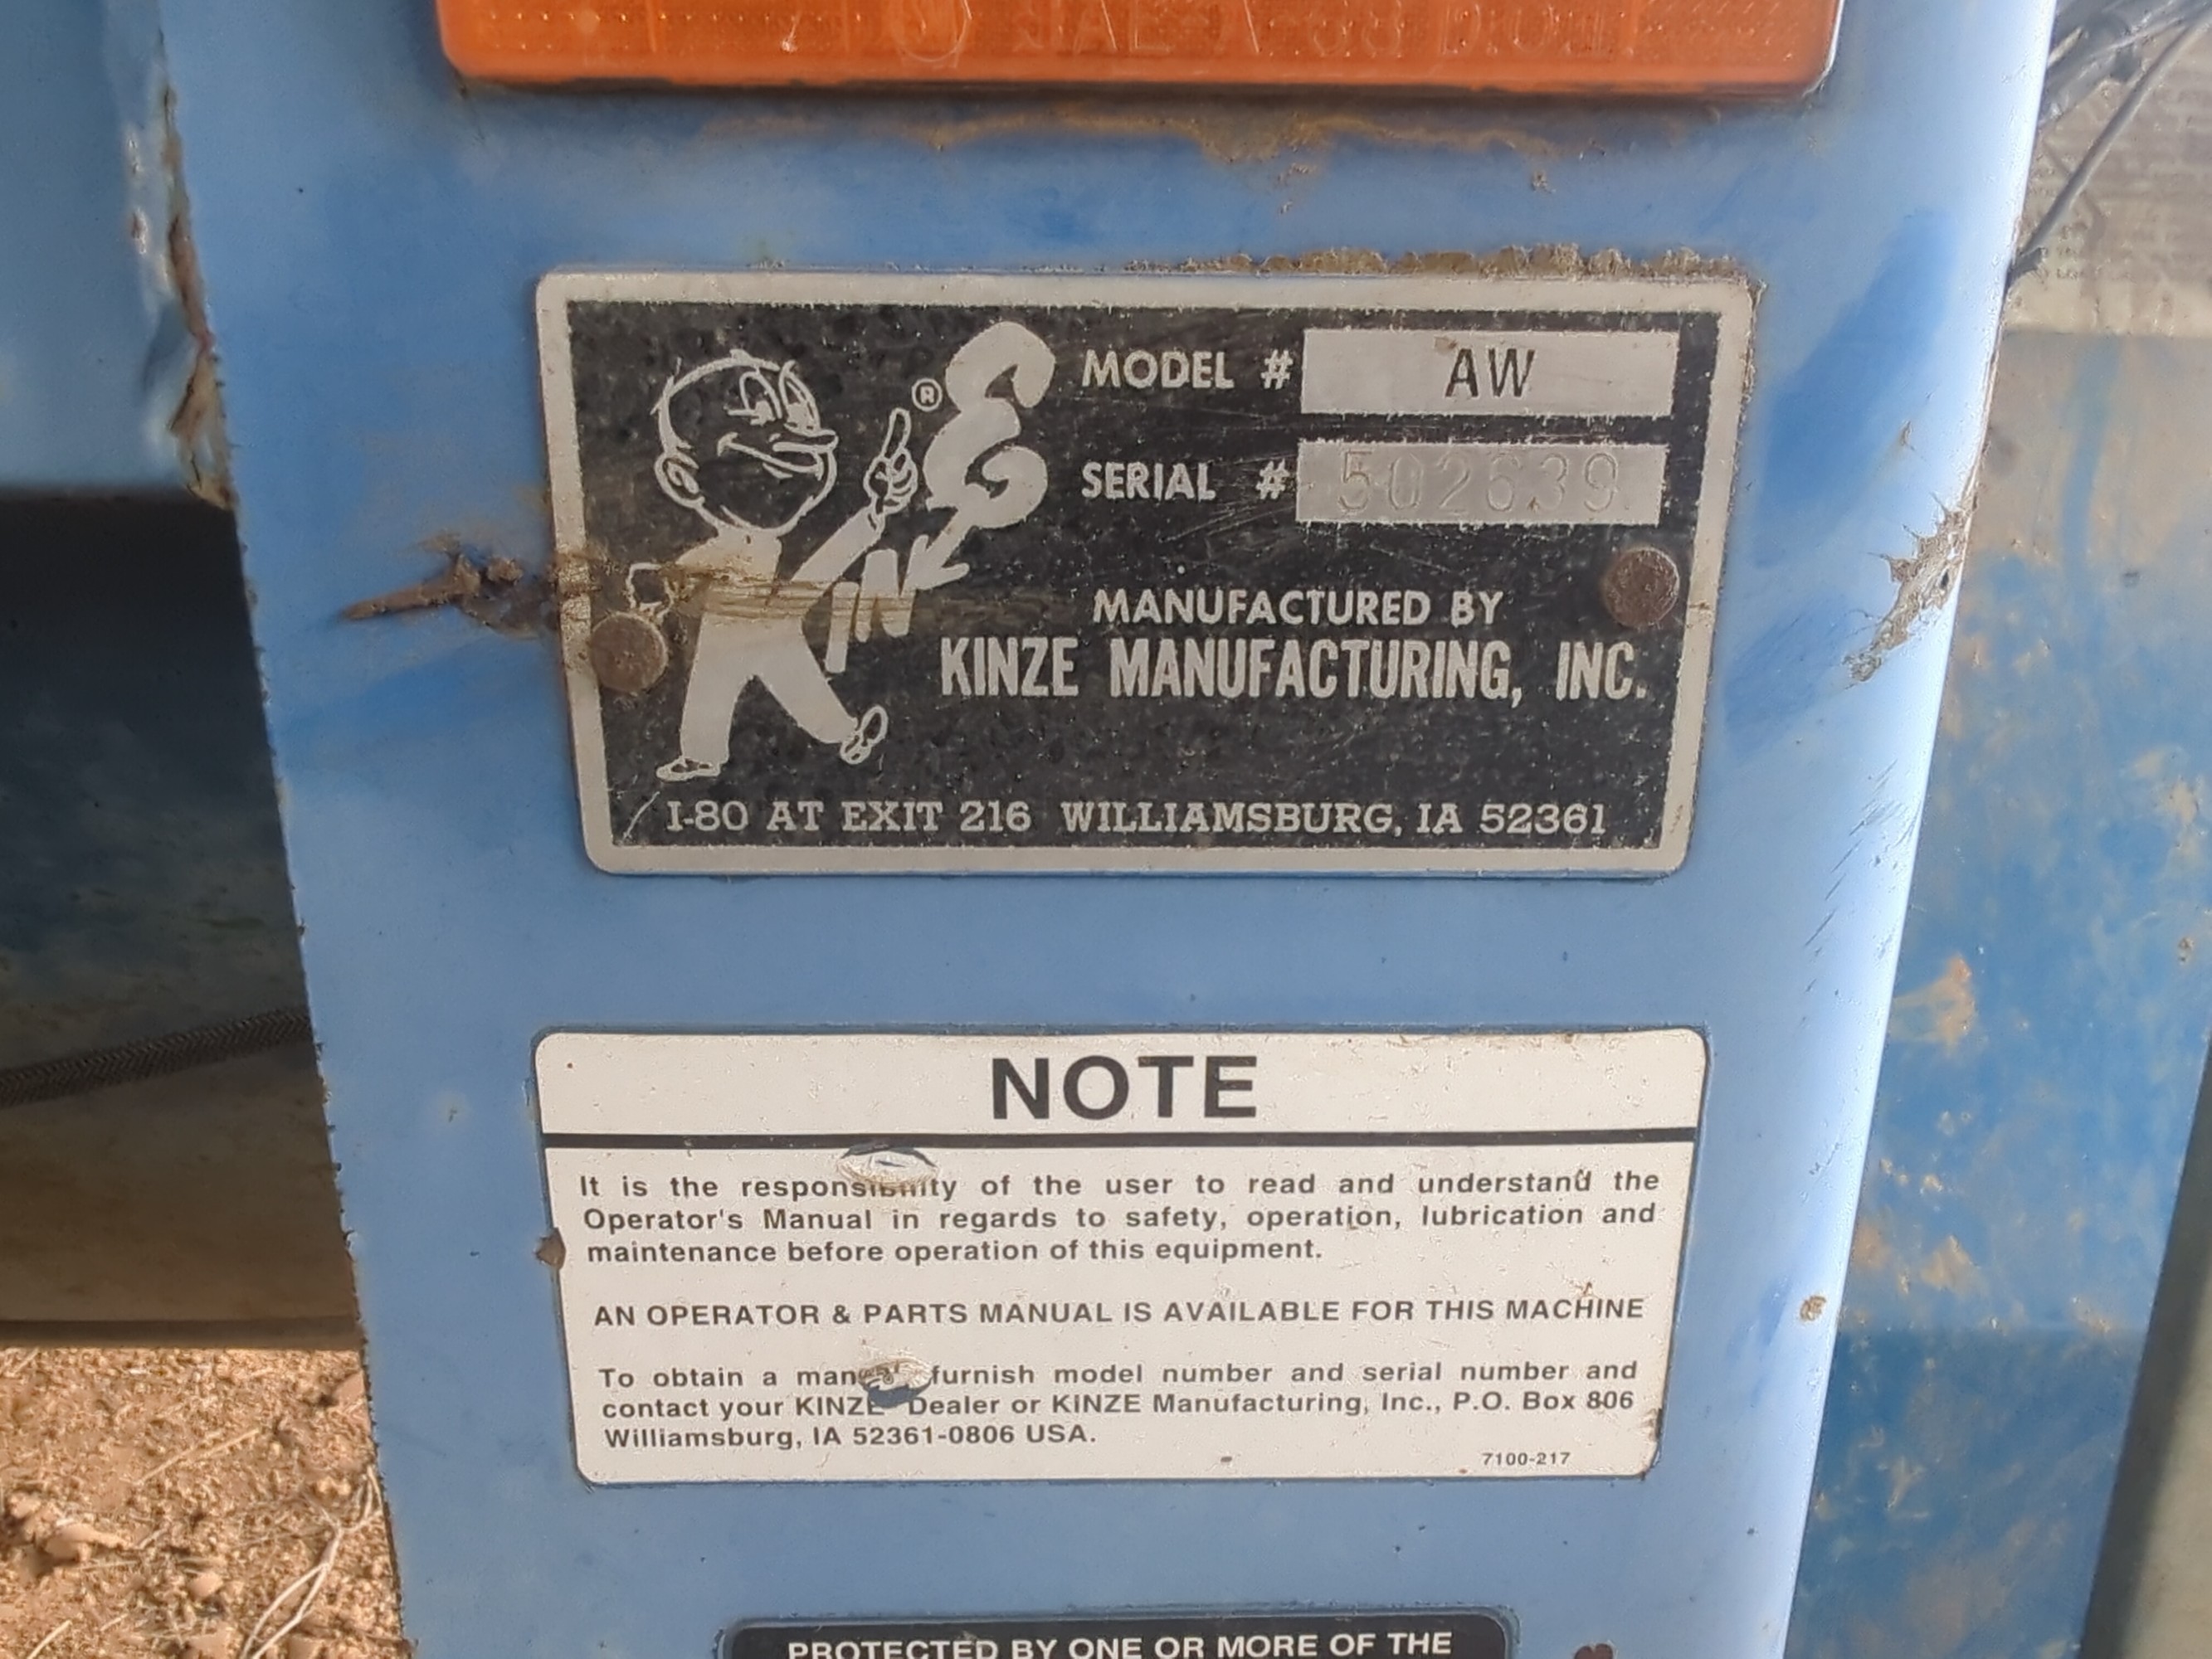 SAE A 88 D.O.T.
MODEL # AW
SERIAL # 502639
®
KINZE
MANUFACTURED BY
KINZE MANUFACTURING, INC.
I-80 AT EXIT 216 WILLIAMSBURG, IA 52361
NOTE
It is the responsibility of the user to read and understand the
Operator's Manual in regards to safety, operation, lubrication and
maintenance before operation of this equipment.
AN OPERATOR & PARTS MANUAL IS AVAILABLE FOR THIS MACHINE
To obtain a manual furnish model number and serial number and
contact your KINZE Dealer or KINZE Manufacturing, Inc., P.O. Box 806
Williamsburg, IA 52361-0806 USA.
7100-217
PROTECTED BY ONE OR MORE OF THE